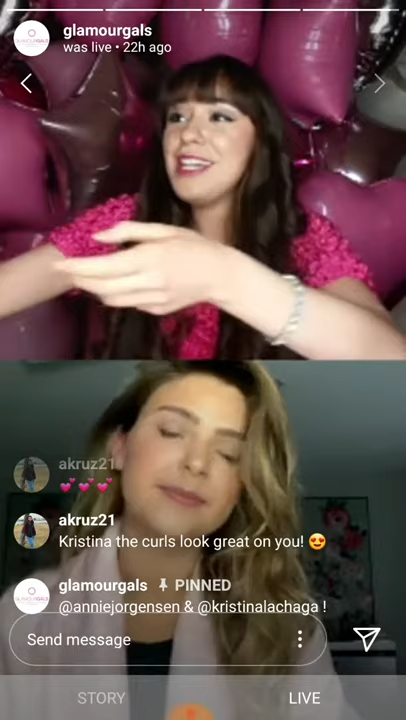 glamourgals
was live • 22h ago
akruz21
💕💕💕
akruz21
Kristina the curls look great on you! 😍
glamourgals PINNED
@anniejorgensen & @kristinalachaga !
Send message
STORY
LIVE